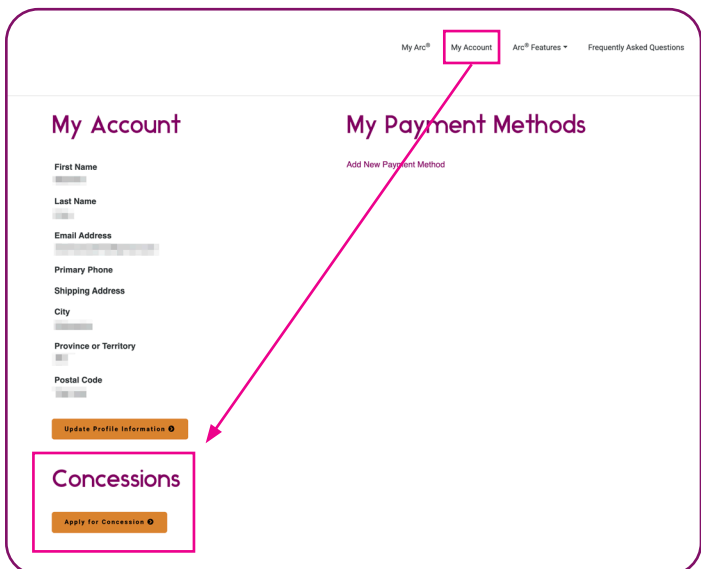 My Arc® My Account Arc® Features Frequently Asked Questions
My Account
First Name
Last Name
Email Address
Primary Phone
Shipping Address
City
Province or Territory
Postal Code
Update Profile Information
Concessions
Apply for Concession
My Payment Methods
Add New Payment Method